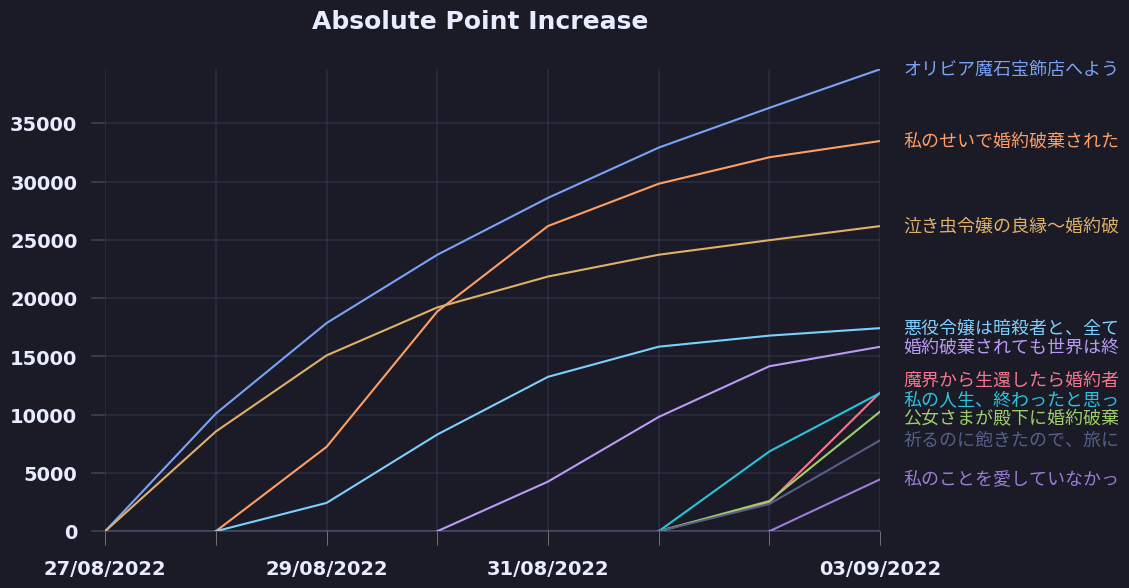 Absolute Point Increase
オリビア魔石宝飾店へよう
35000
私のせいで婚約破棄された
30000
泣き虫令嬢の良縁～婚約破
25000
20000
悪役令嬢は暗殺者と、全て
婚約破棄されても世界は終
15000
魔界から生還したら婚約者
私の人生、終わったと思っ
10000
公女さまが殿下に婚約破棄
祈るのに飽きたので、旅に
5000
私のことを愛していなかっ
0
27/08/2022 29/08/2022 31/08/2022 03/09/2022